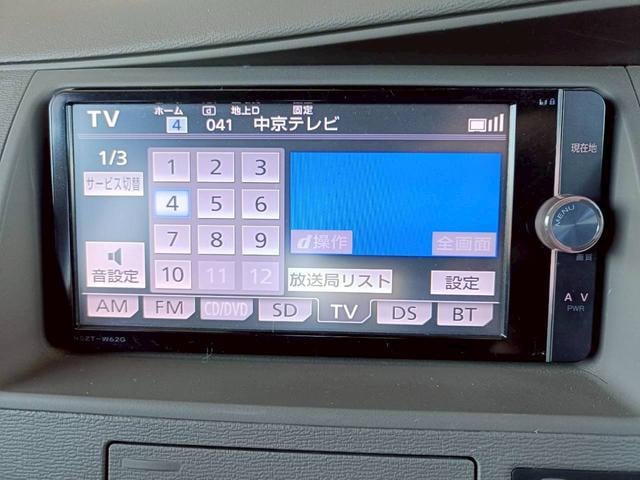 ホーム d 地上D 固定
TV 4 041 中京テレビ
現在地
1/3 1 2 3
サービス切替
4 5 6
MENU
7 8 9 d操作 全画面
音設定 10 11 12 放送局リスト 設定
AM FM CD/DVD SD TV DS BT
AV
PWR
NSZT-W62G